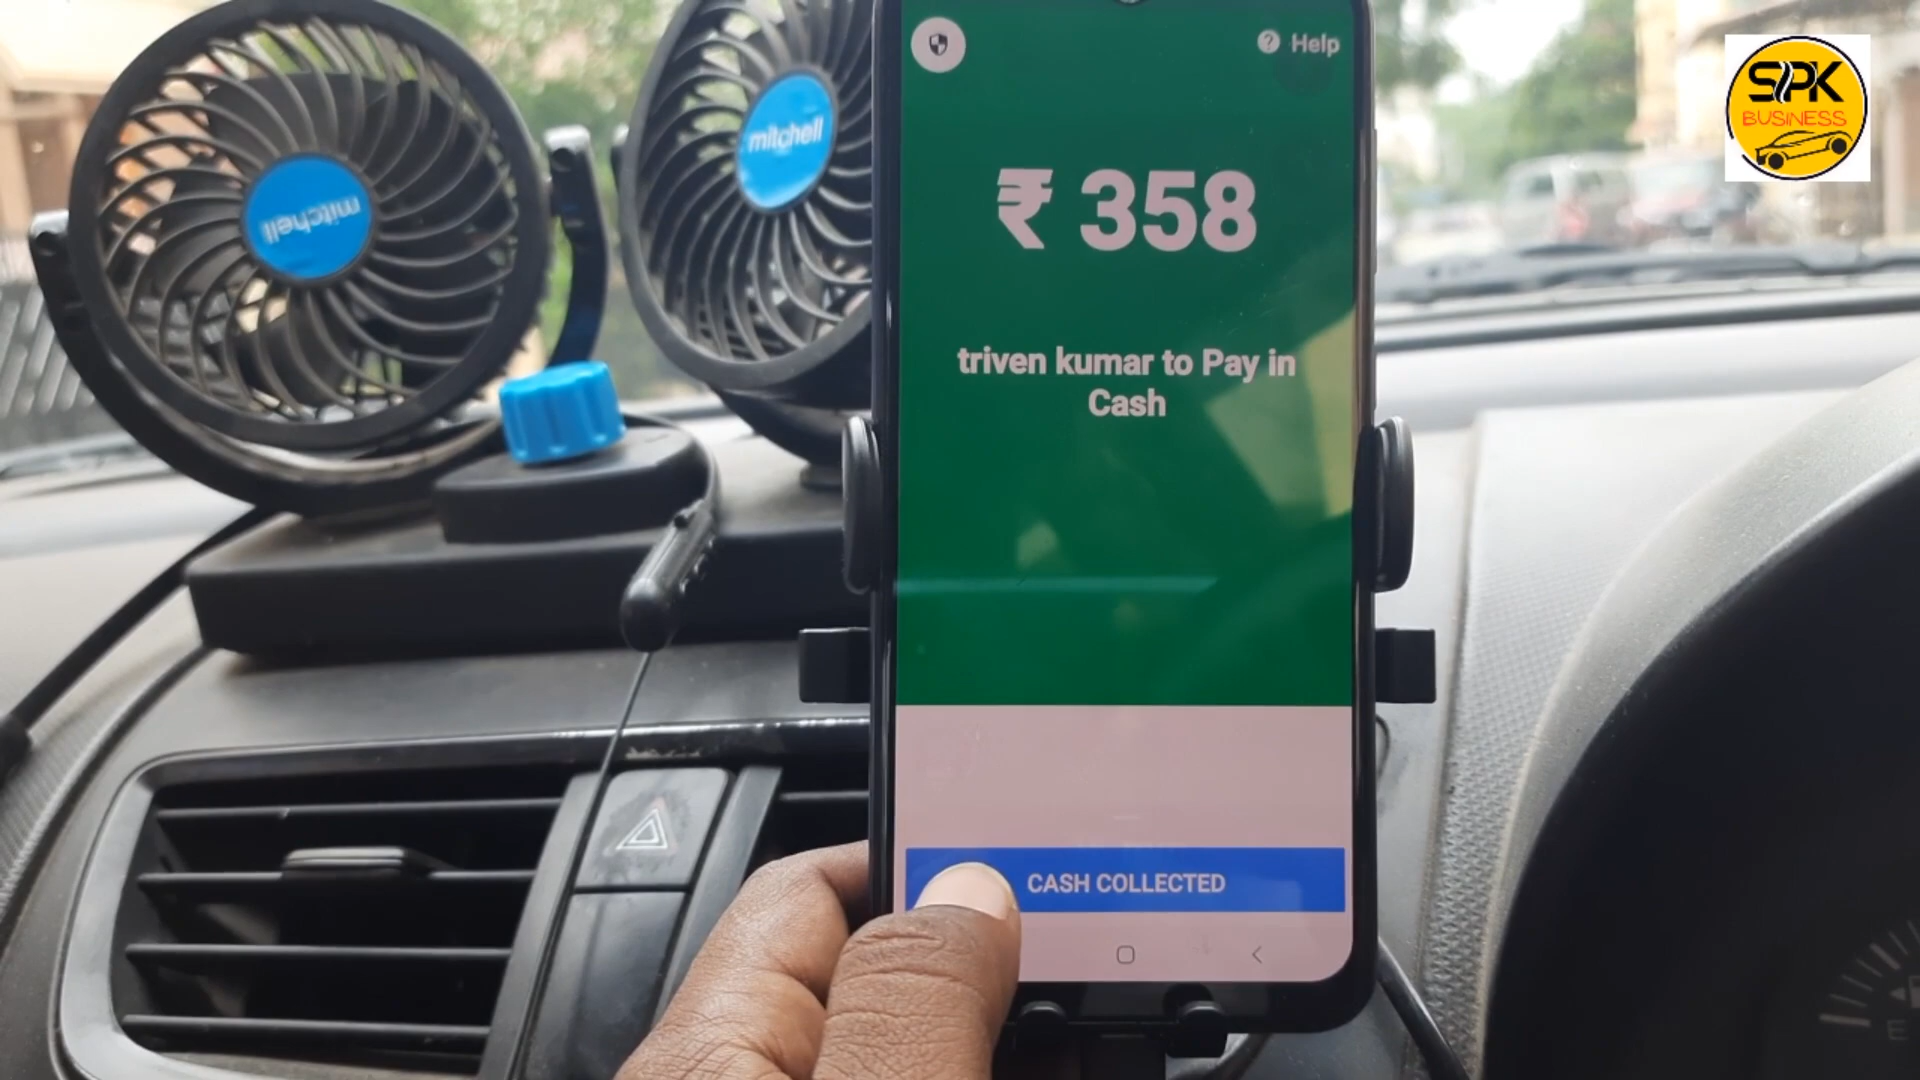 mitchell
mitchell
Help
₹ 358
triven kumar to Pay in
Cash
CASH COLLECTED
SPK
BUSINESS
E